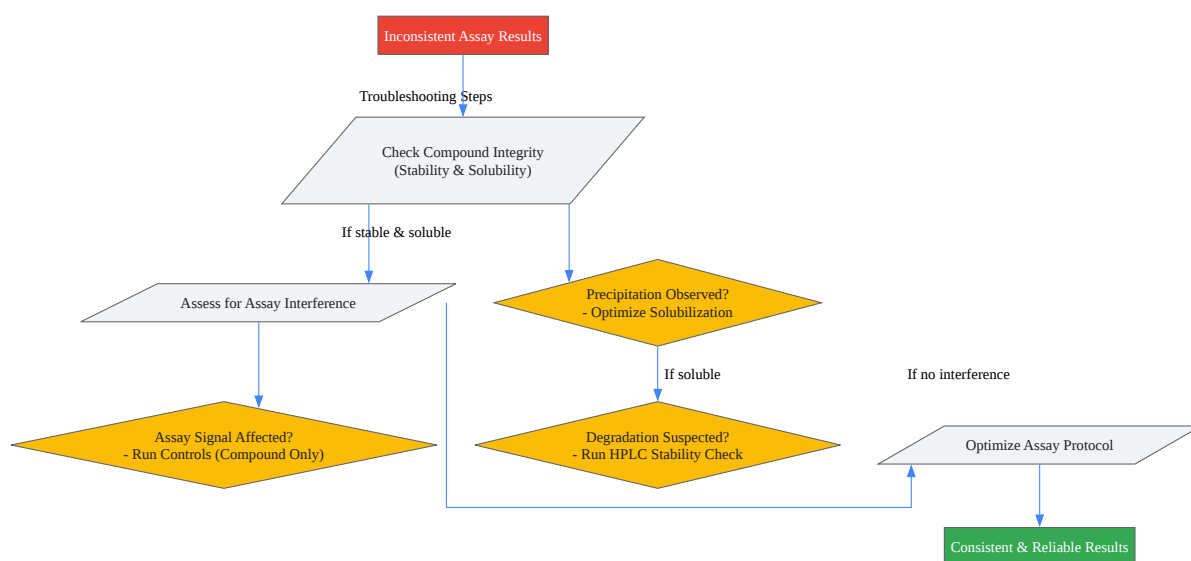 Inconsistent Assay Results
Troubleshooting Steps
Check Compound Integrity
(Stability & Solubility)
If stable & soluble
Assess for Assay Interference
Precipitation Observed?
- Optimize Solubilization
If soluble
If no interference
Assay Signal Affected?
- Run Controls (Compound Only)
Degradation Suspected?
- Run HPLC Stability Check
Optimize Assay Protocol
Consistent & Reliable Results